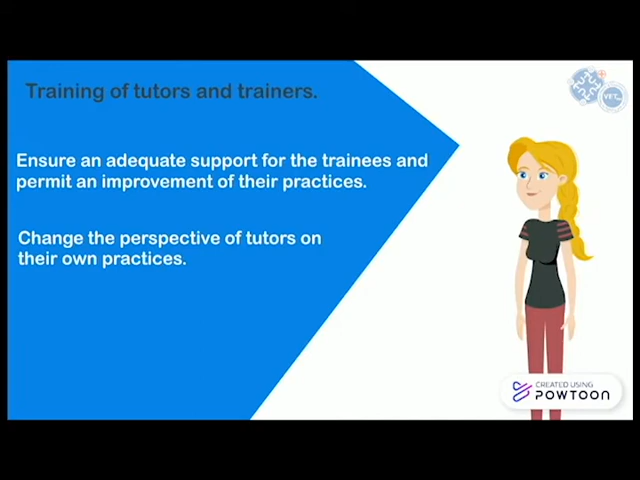 Training of tutors and trainers.
VET
Ensure an adequate support for the trainees and
permit an improvement of their practices.
Change the perspective of tutors on
their own practices.
CREATED USING
POWTOON